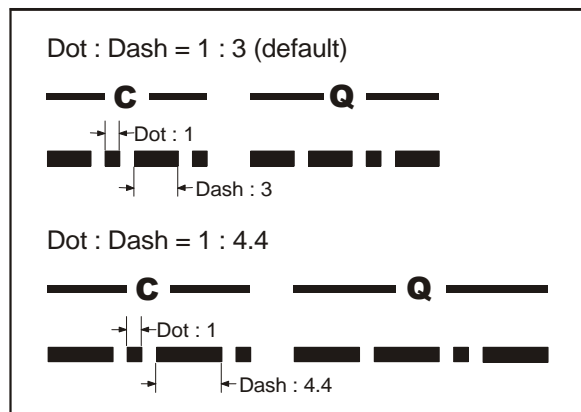 Dot : Dash = 1 : 3 (default)
C Q
Dot : 1
Dash : 3
Dot : Dash = 1 : 4.4
C Q
Dot : 1
Dash : 4.4